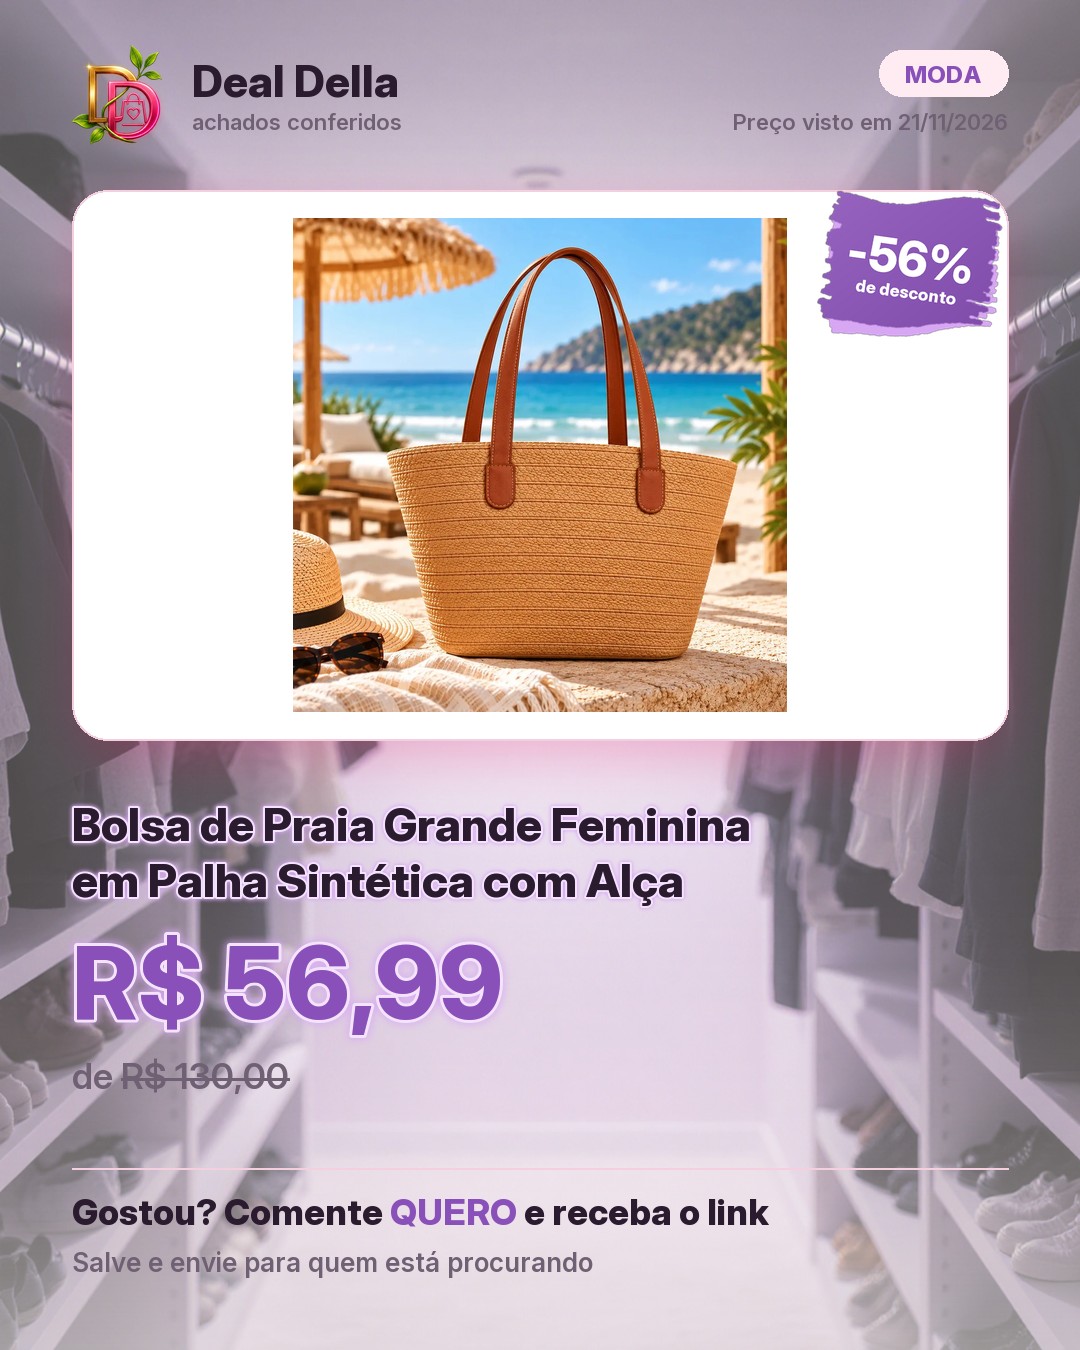 Deal Della
achados conferidos
MODA
Preço visto em 21/11/2026
-56%
de desconto
Bolsa de Praia Grande Feminina
em Palha Sintética com Alça
R$ 56,99
de R$ 130,00
Gostou? Comente QUERO e receba o link
Salve e envie para quem está procurando